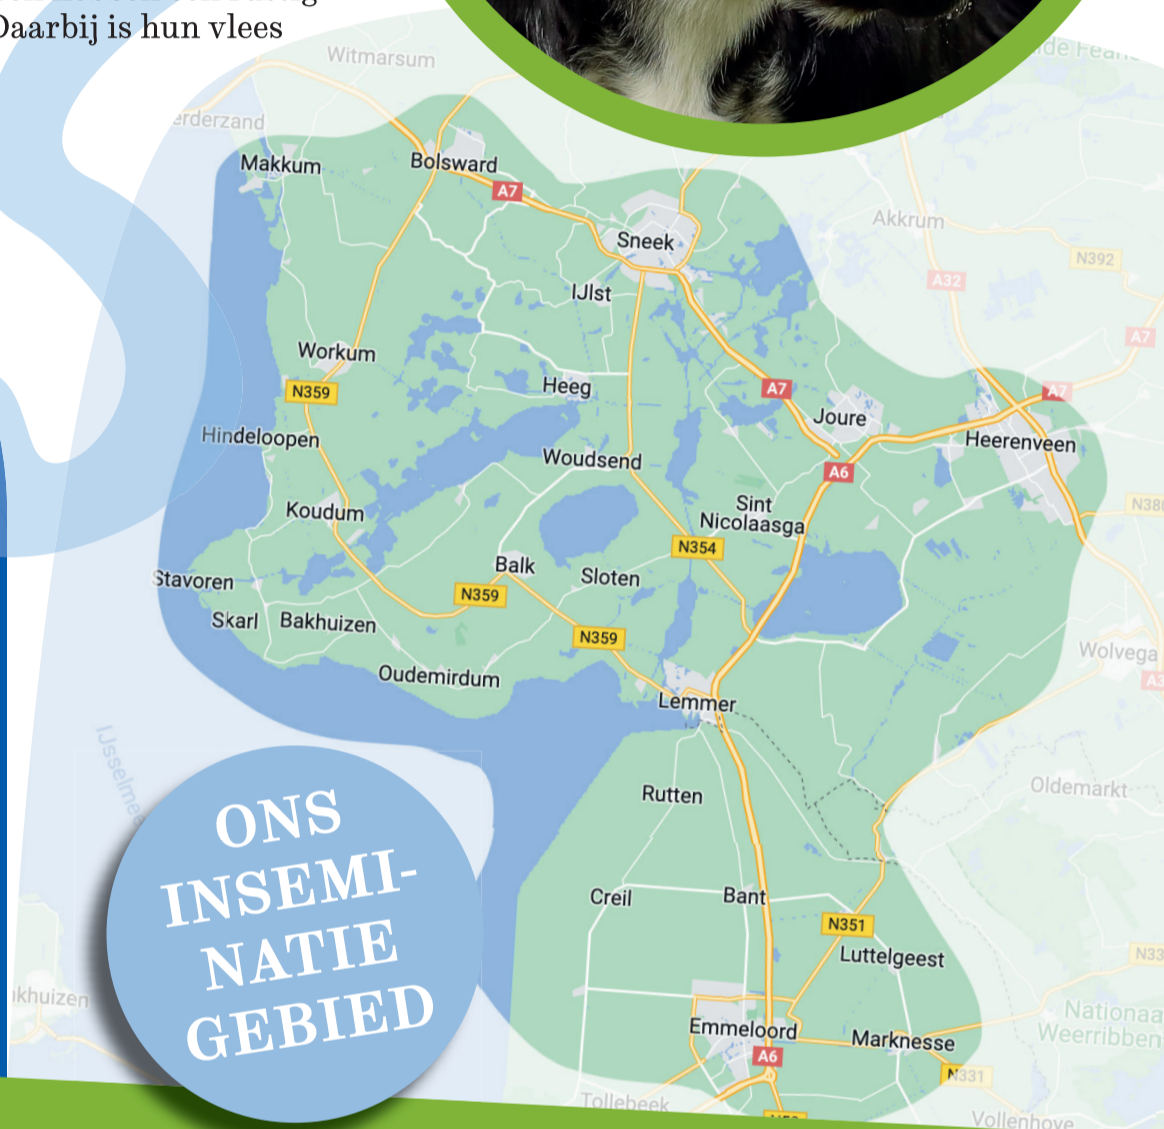 Daarbij is hun vlees
Witmarsum
Makkum
Bolsward
A7
Sneek
Akkrum
N392
A32
IJlst
A7
Workum
N359
Heeg
A7
A7
Joure
Hindeloopen
Heerenveen
Woudsend
A6
Koudum
Sint
Nicolaasga
N354
Balk
Sloten
Stavoren
N359
Skarl
Bakhuizen
N359
Wolvega
Oudemirdum
Lemmer
IJsselmeer
Rutten
Oldemarkt
ONS
INSEMI-
NATIE
GEBIED
Creil
Bant
N351
Luttelgeest
Emmeloord
Marknesse
A6
N331
Tollebeek
Vollenhove